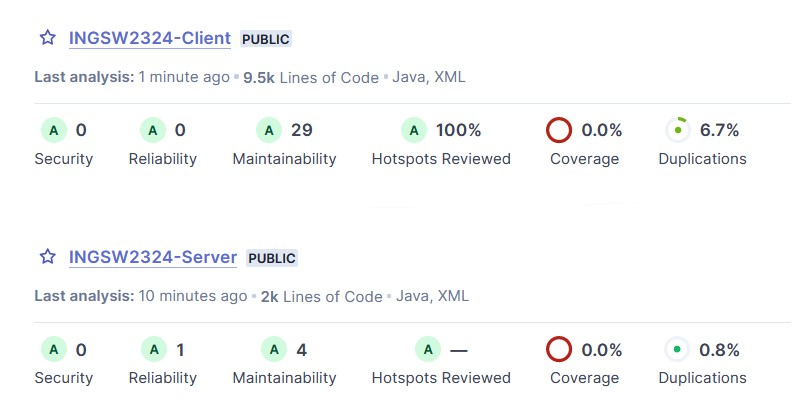 INGSW2324-Client PUBLIC
Last analysis: 1 minute ago • 9.5k Lines of Code • Java, XML
A 0 A 0 A 29 A 100% 0.0% 6.7%
Security Reliability Maintainability Hotspots Reviewed Coverage Duplications
INGSW2324-Server PUBLIC
Last analysis: 10 minutes ago • 2k Lines of Code • Java, XML
A 0 A 1 A 4 A — 0.0% 0.8%
Security Reliability Maintainability Hotspots Reviewed Coverage Duplications